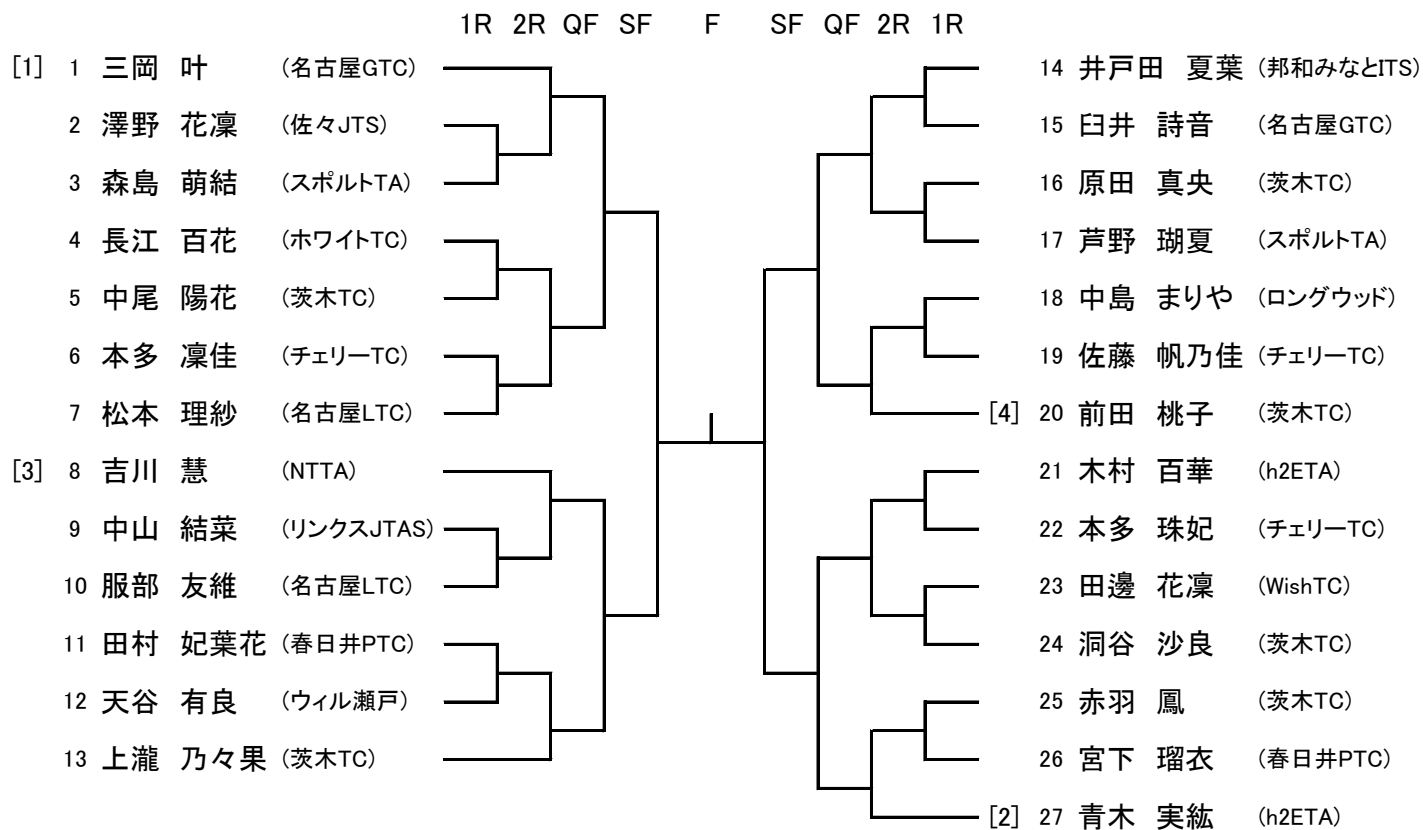 1R 2R QF SF F SF QF 2R 1R
[1] 1 三岡 叶 (名古屋GTC)
2 澤野 花凜 (佐々JTS)
3 森島 萌結 (スポルトTA)
4 長江 百花 (ホワイトTC)
5 中尾 陽花 (茨木TC)
6 本多 凜佳 (チェリーTC)
7 松本 理紗 (名古屋LTC)
[3] 8 吉川 慧 (NTTA)
9 中山 結菜 (リンクスJTAS)
10 服部 友維 (名古屋LTC)
11 田村 妃葉花 (春日井PTC)
12 天谷 有良 (ウィル瀬戸)
13 上瀧 乃々果 (茨木TC)
14 井戸田 夏葉 (邦和みなとITS)
15 臼井 詩音 (名古屋GTC)
16 原田 真央 (茨木TC)
17 芦野 瑚夏 (スポルトTA)
18 中島 まりや (ロングウッド)
19 佐藤 帆乃佳 (チェリーTC)
[4] 20 前田 桃子 (茨木TC)
21 木村 百華 (h2ETA)
22 本多 珠妃 (チェリーTC)
23 田邊 花凜 (WishTC)
24 洞谷 沙良 (茨木TC)
25 赤羽 鳳 (茨木TC)
26 宮下 瑠衣 (春日井PTC)
[2] 27 青木 実紘 (h2ETA)